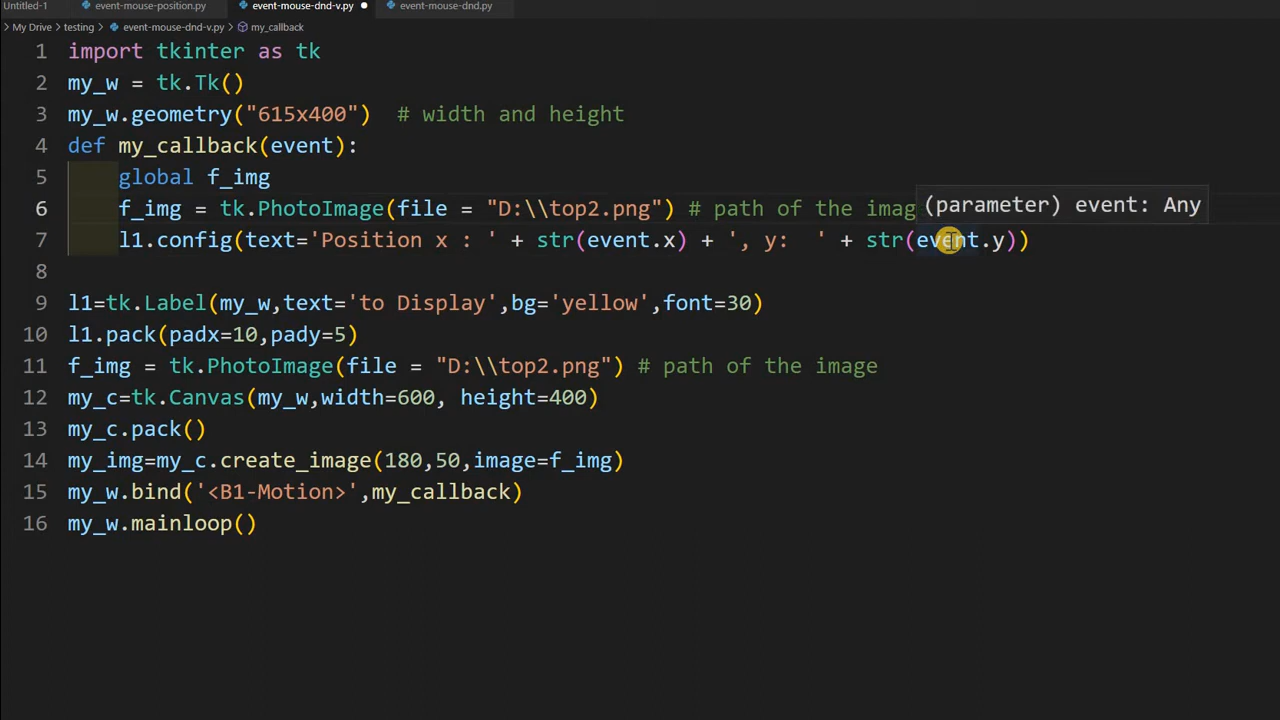 Untitled-1 event-mouse-position.py event-mouse-dnd-v.py event-mouse-dnd.py
My Drive > testing > event-mouse-dnd-v.py > my_callback
1 import tkinter as tk
2 my_w = tk.Tk()
3 my_w.geometry("615x400")  # width and height
4 def my_callback(event):
5     global f_img
6     f_img = tk.PhotoImage(file = "D:\\top2.png") # path of the imag
(parameter) event: Any
7     l1.config(text='Position x : ' + str(event.x) + ', y:  ' + str(event.y))
8
9 l1=tk.Label(my_w,text='to Display',bg='yellow',font=30)
10 l1.pack(padx=10,pady=5)
11 f_img = tk.PhotoImage(file = "D:\\top2.png") # path of the image
12 my_c=tk.Canvas(my_w,width=600, height=400)
13 my_c.pack()
14 my_img=my_c.create_image(180,50,image=f_img)
15 my_w.bind('<B1-Motion>',my_callback)
16 my_w.mainloop()